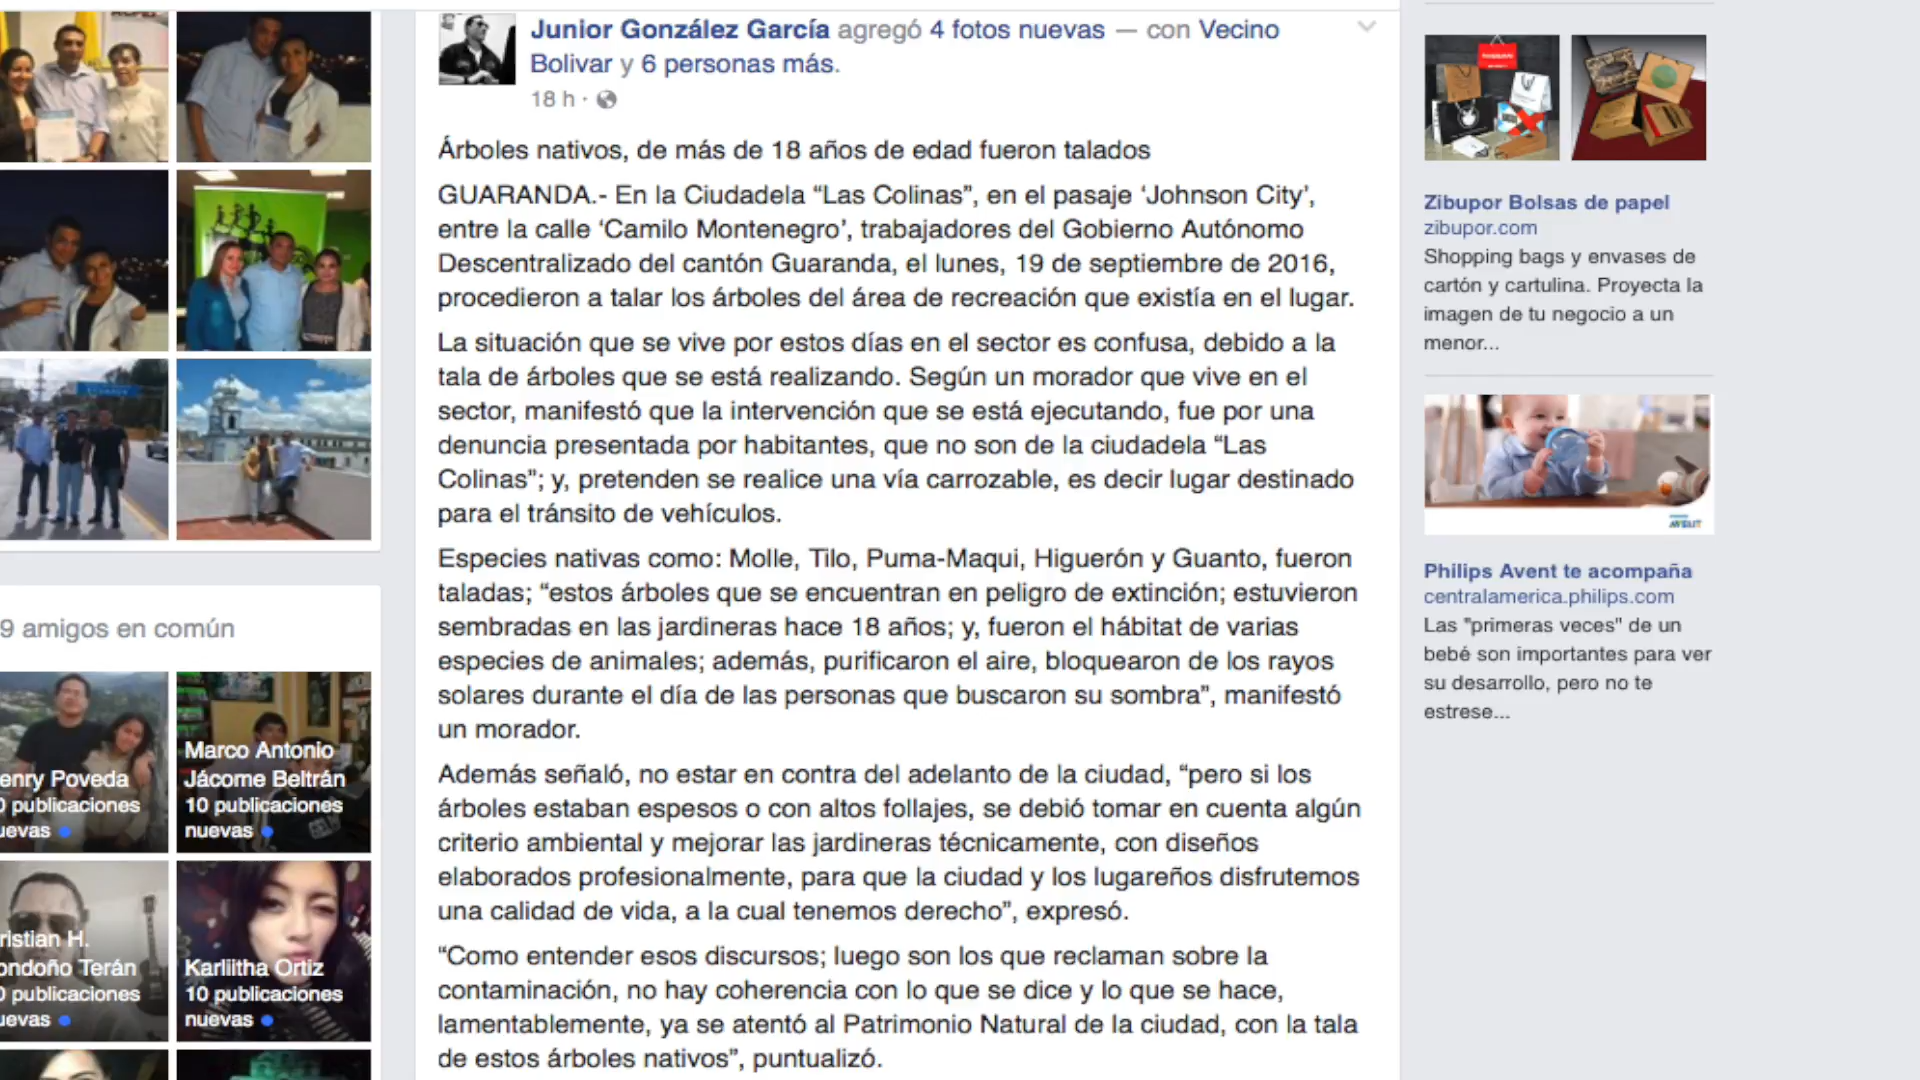 Junior González García agregó 4 fotos nuevas — con Vecino
Bolivar y 6 personas más.
18 h ·
Árboles nativos, de más de 18 años de edad fueron talados
GUARANDA.- En la Ciudadela “Las Colinas”, en el pasaje ‘Johnson City’,
entre la calle ‘Camilo Montenegro’, trabajadores del Gobierno Autónomo
Descentralizado del cantón Guaranda, el lunes, 19 de septiembre de 2016,
procedieron a talar los árboles del área de recreación que existía en el lugar.
La situación que se vive por estos días en el sector es confusa, debido a la
tala de árboles que se está realizando. Según un morador que vive en el
sector, manifestó que la intervención que se está ejecutando, fue por una
denuncia presentada por habitantes, que no son de la ciudadela “Las
Colinas”; y, pretenden se realice una vía carrozable, es decir lugar destinado
para el tránsito de vehículos.
Especies nativas como: Molle, Tilo, Puma-Maqui, Higuerón y Guanto, fueron
taladas; “estos árboles que se encuentran en peligro de extinción; estuvieron
sembradas en las jardineras hace 18 años; y, fueron el hábitat de varias
especies de animales; además, purificaron el aire, bloquearon de los rayos
solares durante el día de las personas que buscaron su sombra”, manifestó
un morador.
Además señaló, no estar en contra del adelanto de la ciudad, “pero si los
árboles estaban espesos o con altos follajes, se debió tomar en cuenta algún
criterio ambiental y mejorar las jardineras técnicamente, con diseños
elaborados profesionalmente, para que la ciudad y los lugareños disfrutemos
una calidad de vida, a la cual tenemos derecho”, expresó.
“Como entender esos discursos; luego son los que reclaman sobre la
contaminación, no hay coherencia con lo que se dice y lo que se hace,
lamentablemente, ya se atentó al Patrimonio Natural de la ciudad, con la tala
de estos árboles nativos”, puntualizó.
9 amigos en común
enry Poveda
0 publicaciones
uevas
Marco Antonio
Jácome Beltrán
10 publicaciones
nuevas
ristian H.
ondoño Terán
0 publicaciones
uevas
Karliitha Ortiz
10 publicaciones
nuevas
Zibupor Bolsas de papel
zibupor.com
Shopping bags y envases de
cartón y cartulina. Proyecta la
imagen de tu negocio a un
menor...
AVENT
Philips Avent te acompaña
centralamerica.philips.com
Las "primeras veces" de un
bebé son importantes para ver
su desarrollo, pero no te
estrese...